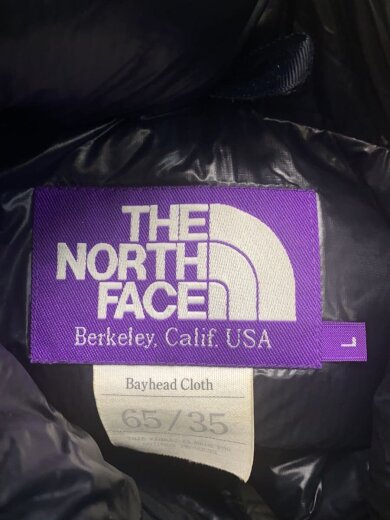 THE
NORTH
FACE
Berkeley, Calif. USA
L
Bayhead Cloth
65/35